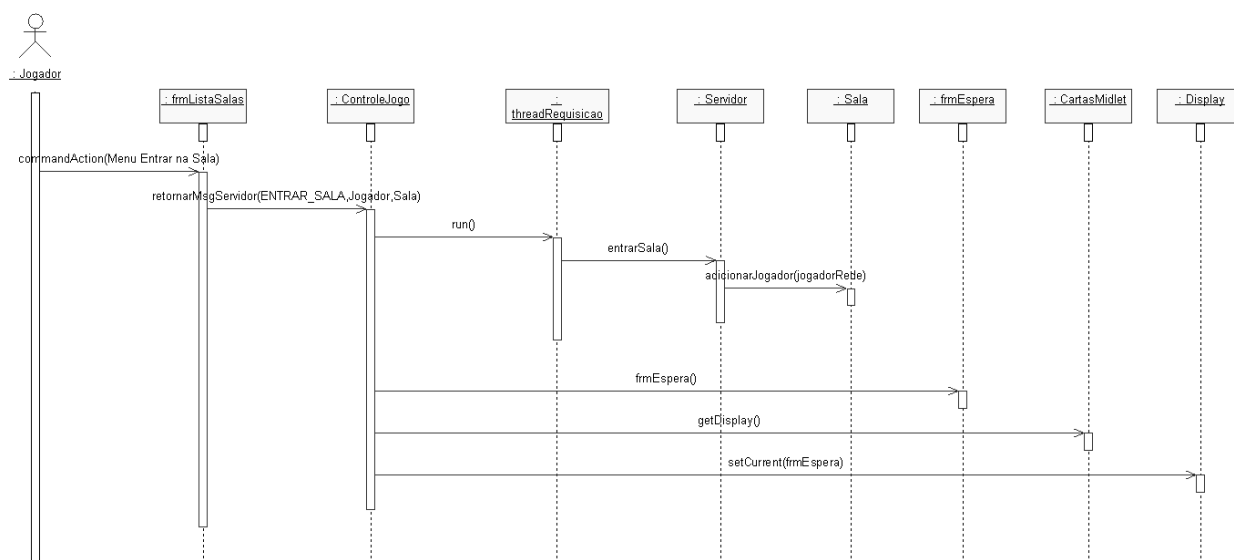 : Jogador
: frmListaSalas
: ControleJogo
:
threadRequisicao
: Servidor
: Sala
: frmEspera
: CartasMidlet
: Display
commandAction(Menu Entrar na Sala)
retornarMsgServidor(ENTRAR_SALA,Jogador,Sala)
run()
entrarSala()
adicionarJogador(jogadorRede)
frmEspera()
getDisplay()
setCurrent(frmEspera)